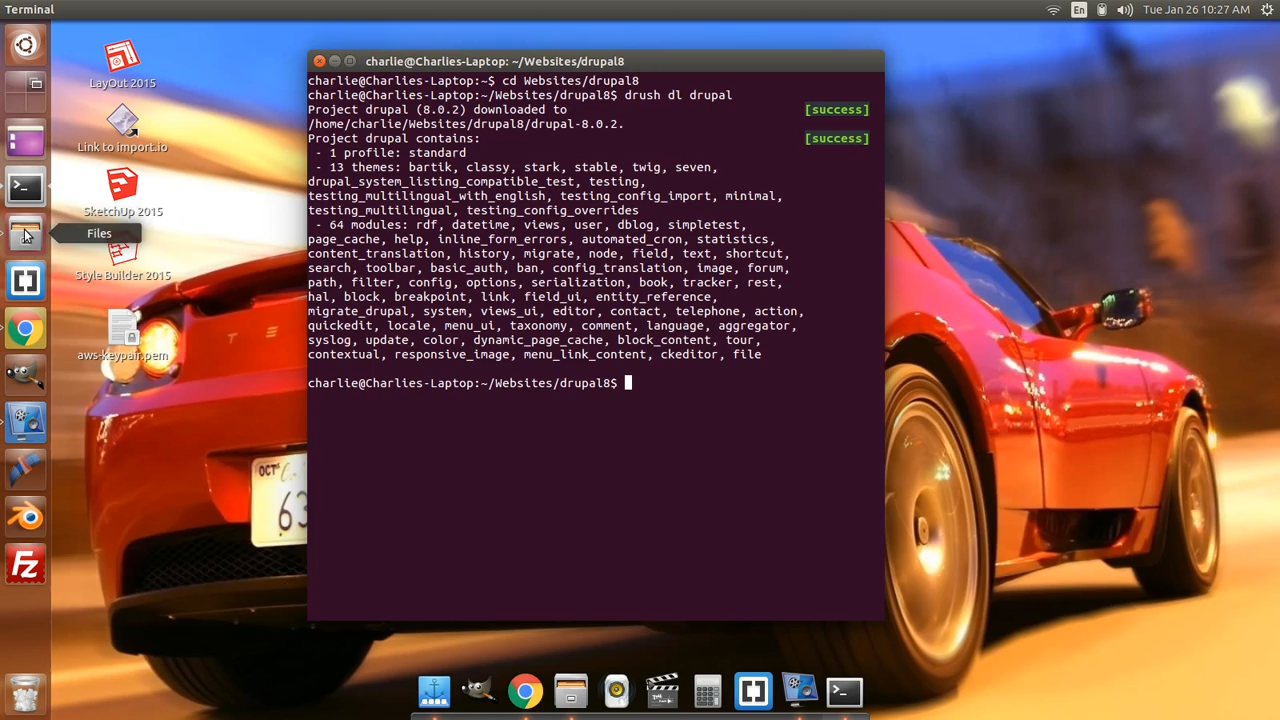 Terminal
En
Tue Jan 26 10:27 AM
LayOut 2015
Link to import.io
SketchUp 2015
Files
Style Builder 2015
aws-keypair.pem
charlie@Charlies-Laptop: ~/Websites/drupal8
charlie@Charlies-Laptop:~$ cd Websites/drupal8
charlie@Charlies-Laptop:~/Websites/drupal8$ drush dl drupal
Project drupal (8.0.2) downloaded to [success]
/home/charlie/Websites/drupal8/drupal-8.0.2.
Project drupal contains: [success]
- 1 profile: standard
- 13 themes: bartik, classy, stark, stable, twig, seven,
drupal_system_listing_compatible_test, testing,
testing_multilingual_with_english, testing_config_import, minimal,
testing_multilingual, testing_config_overrides
- 64 modules: rdf, datetime, views, user, dblog, simpletest,
page_cache, help, inline_form_errors, automated_cron, statistics,
content_translation, history, migrate, node, field, text, shortcut,
search, toolbar, basic_auth, ban, config_translation, image, forum,
path, filter, config, options, serialization, book, tracker, rest,
hal, block, breakpoint, link, field_ui, entity_reference,
migrate_drupal, system, views_ui, editor, contact, telephone, action,
quickedit, locale, menu_ui, taxonomy, comment, language, aggregator,
syslog, update, color, dynamic_page_cache, block_content, tour,
contextual, responsive_image, menu_link_content, ckeditor, file
charlie@Charlies-Laptop:~/Websites/drupal8$
T E
OCT
63
Fz